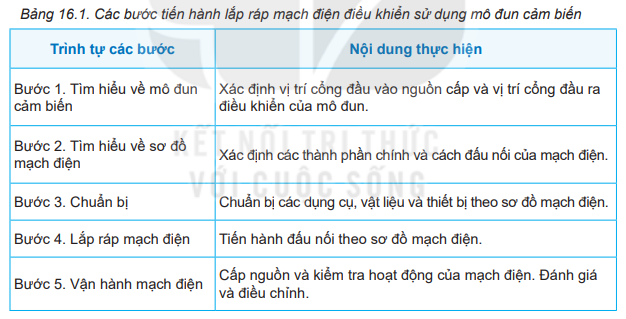 Bảng 16.1. Các bước tiến hành lắp ráp mạch điện điều khiển sử dụng mô đun cảm biến
Trình tự các bước
Nội dung thực hiện
Bước 1. Tìm hiểu về mô đun
cảm biến
Xác định vị trí cổng đầu vào nguồn cấp và vị trí cổng đầu ra
điều khiển của mô đun.
Bước 2. Tìm hiểu về sơ đồ
mạch điện
Xác định các thành phần chính và cách đấu nối của mạch điện.
Bước 3. Chuẩn bị
Chuẩn bị các dụng cụ, vật liệu và thiết bị theo sơ đồ mạch điện.
Bước 4. Lắp ráp mạch điện
Tiến hành đấu nối theo sơ đồ mạch điện.
Bước 5. Vận hành mạch điện
Cấp nguồn và kiểm tra hoạt động của mạch điện. Đánh giá
và điều chỉnh.
KẾT NỐI TRI THỨC
VỚI CUỘC SỐNG